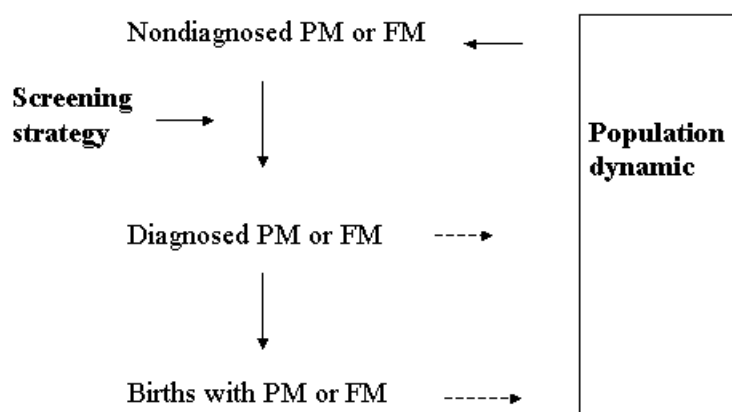 Nondiagnosed PM or FM
Screening
strategy
Population
dynamic
Diagnosed PM or FM
Births with PM or FM